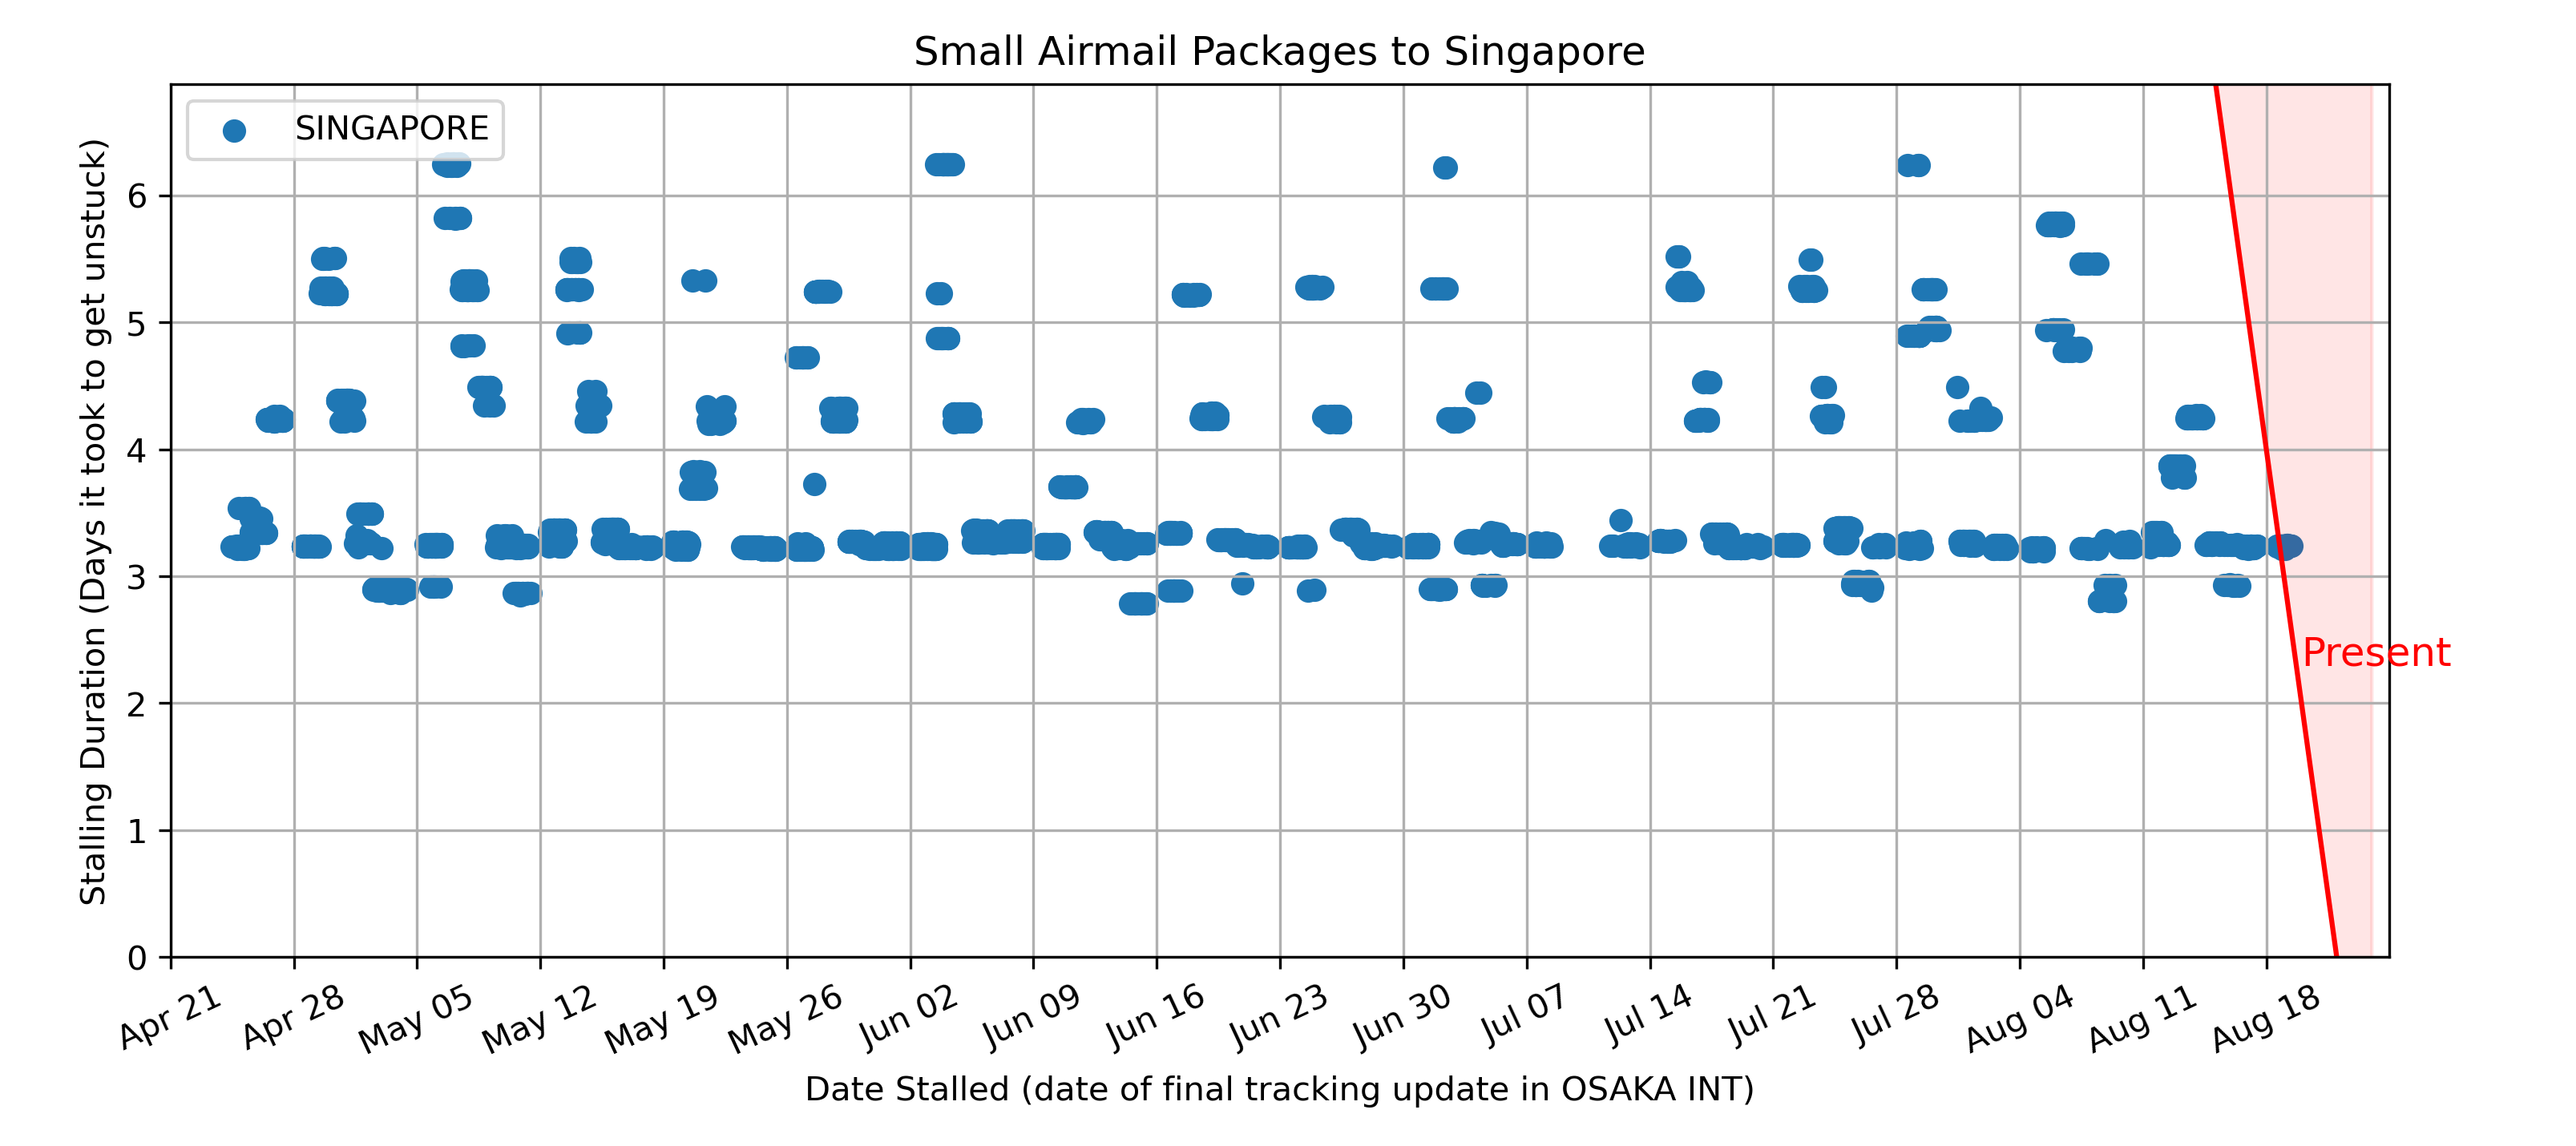 Small Airmail Packages to Singapore
SINGAPORE
Stalling Duration (Days it took to get unstuck)
6
5
4
3
2
1
0
Present
Apr 21
Apr 28
May 05
May 12
May 19
May 26
Jun 02
Jun 09
Jun 16
Jun 23
Jun 30
Jul 07
Jul 14
Jul 21
Jul 28
Aug 04
Aug 11
Aug 18
Date Stalled (date of final tracking update in OSAKA INT)